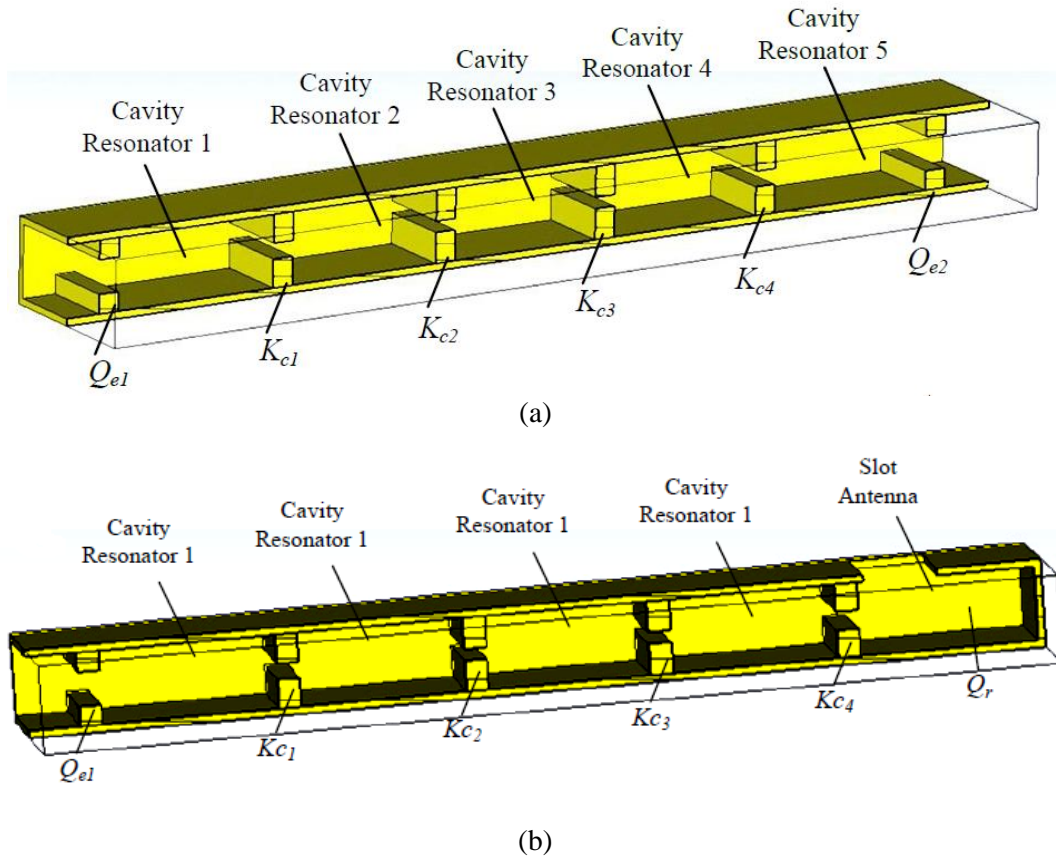 Cavity
Resonator 1
Cavity
Resonator 2
Cavity
Resonator 3
Cavity
Resonator 4
Cavity
Resonator 5
Qe1
Kc1
Kc2
Kc3
Kc4
Qe2
(a)
Cavity
Resonator 1
Cavity
Resonator 1
Cavity
Resonator 1
Cavity
Resonator 1
Slot
Antenna
Qe1
Kc1
Kc2
Kc3
Kc4
Qr
(b)